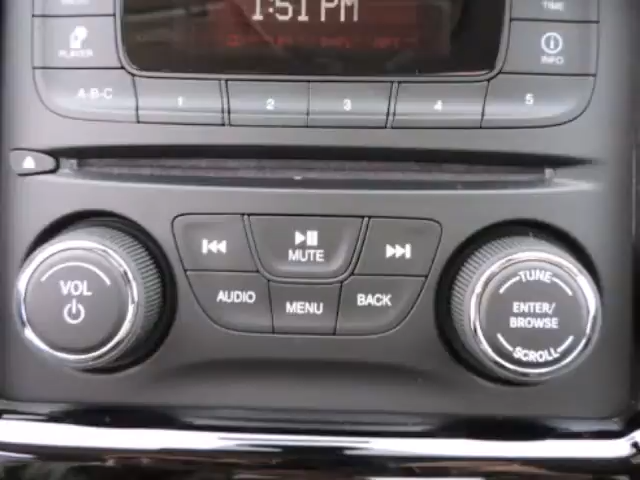 1:51 PM
TIME
PLAYER
INFO
A-B-C 1 2 3 4 5
MUTE
AUDIO MENU BACK
VOL
TUNE
ENTER/
BROWSE
SCROLL